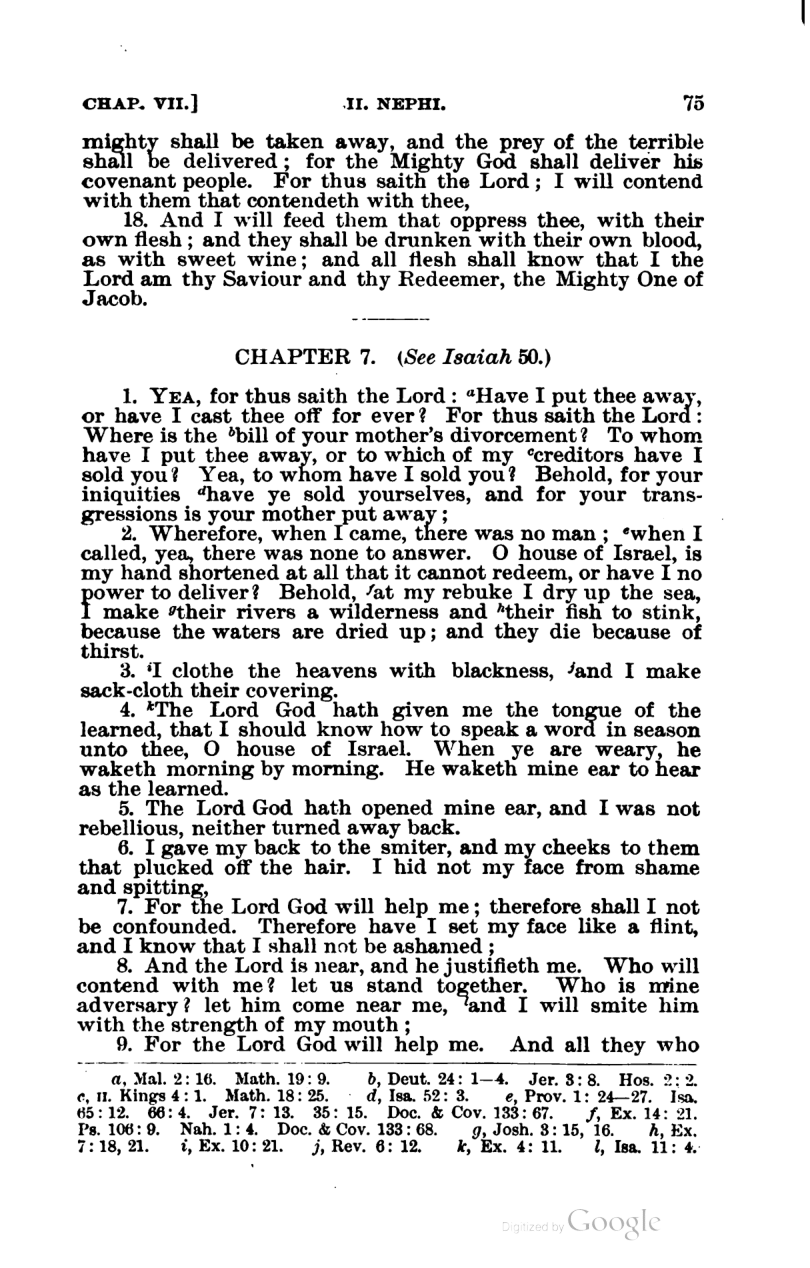 CHAP. VII.] II. NEPHI. 75
mighty shall be taken away, and the prey of the terrible
shall be delivered; for the Mighty God shall deliver his
covenant people. For thus saith the Lord; I will contend
with them that contendeth with thee,
18. And I will feed them that oppress thee, with their
own flesh; and they shall be drunken with their own blood,
as with sweet wine; and all flesh shall know that I the
Lord am thy Saviour and thy Redeemer, the Mighty One of
Jacob.
CHAPTER 7. (See Isaiah 50.)
1. YEA, for thus saith the Lord: aHave I put thee away,
or have I cast thee off for ever? For thus saith the Lord:
Where is the bbill of your mother's divorcement? To whom
have I put thee away, or to which of my ccreditors have I
sold you? Yea, to whom have I sold you? Behold, for your
iniquities dhave ye sold yourselves, and for your trans-
gressions is your mother put away;
2. Wherefore, when I came, there was no man; ewhen I
called, yea, there was none to answer. O house of Israel, is
my hand shortened at all that it cannot redeem, or have I no
power to deliver? Behold, fat my rebuke I dry up the sea,
I make gtheir rivers a wilderness and htheir fish to stink,
because the waters are dried up; and they die because of
thirst.
3. iI clothe the heavens with blackness, jand I make
sack-cloth their covering.
4. kThe Lord God hath given me the tongue of the
learned, that I should know how to speak a word in season
unto thee, O house of Israel. When ye are weary, he
waketh morning by morning. He waketh mine ear to hear
as the learned.
5. The Lord God hath opened mine ear, and I was not
rebellious, neither turned away back.
6. I gave my back to the smiter, and my cheeks to them
that plucked off the hair. I hid not my face from shame
and spitting,
7. For the Lord God will help me; therefore shall I not
be confounded. Therefore have I set my face like a flint,
and I know that I shall not be ashamed;
8. And the Lord is near, and he justifieth me. Who will
contend with me? let us stand together. Who is mine
adversary? let him come near me, land I will smite him
with the strength of my mouth;
9. For the Lord God will help me. And all they who
a, Mal. 2: 16. Math. 19: 9. b, Deut. 24: 1—4. Jer. 3: 8. Hos. 2: 2.
c, II. Kings 4: 1. Math. 18: 25. d, Isa. 52: 3. e, Prov. 1: 24—27. Isa.
65: 12. 66: 4. Jer. 7: 13. 35: 15. Doc. & Cov. 133: 67. f, Ex. 14: 21.
Ps. 106: 9. Nah. 1: 4. Doc. & Cov. 133: 68. g, Josh. 3: 15, 16. h, Ex.
7: 18, 21. i, Ex. 10: 21. j, Rev. 6: 12. k, Ex. 4: 11. l, Isa. 11: 4.
Digitized by Google